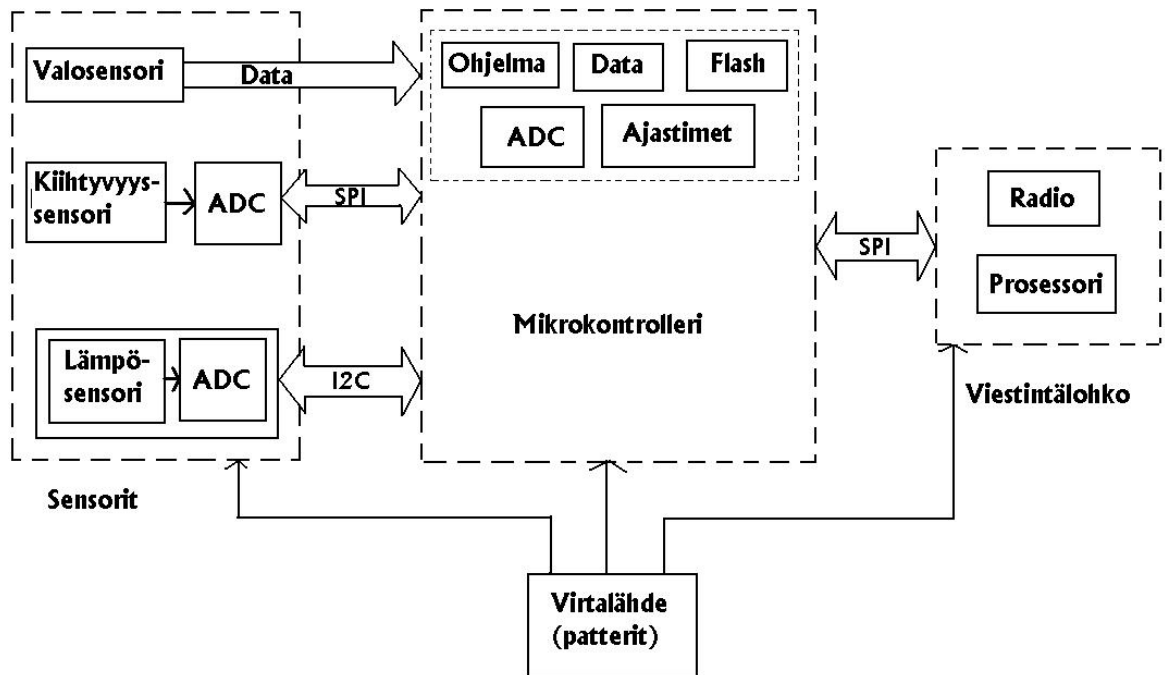 Valosensori
Data
Kiihtyvyys-
sensori
ADC
SPI
Lämpö-
sensori
ADC
I2C
Sensorit
Ohjelma
Data
Flash
ADC
Ajastimet
Mikrokontrolleri
SPI
Radio
Prosessori
Viestintälohko
Virtalähde
(patterit)